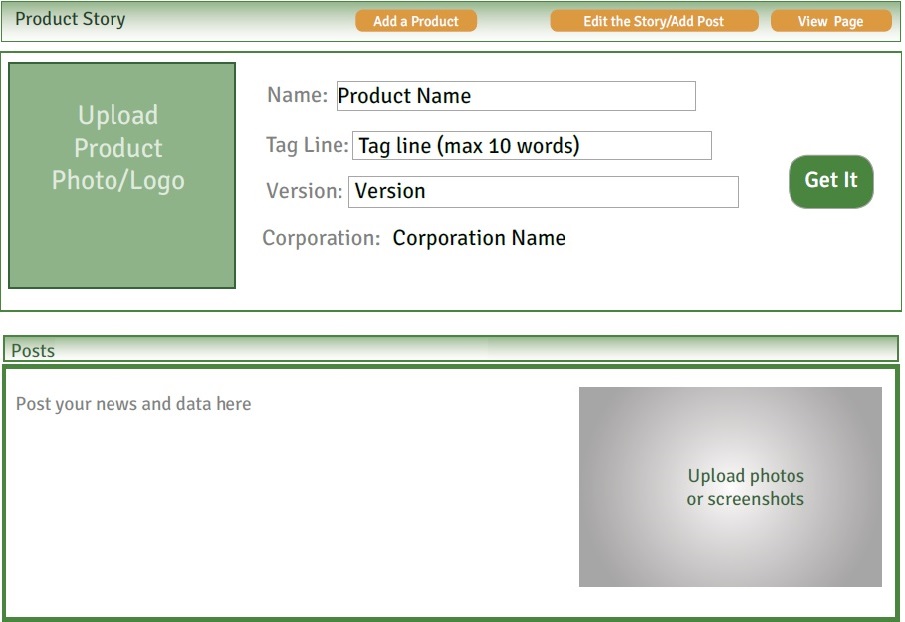 Product Story
Add a Product
Edit the Story/Add Post
View Page
Upload
Product
Photo/Logo
Name: Product Name
Tag Line: Tag line (max 10 words)
Version: Version
Corporation: Corporation Name
Get It
Posts
Post your news and data here
Upload photos
or screenshots